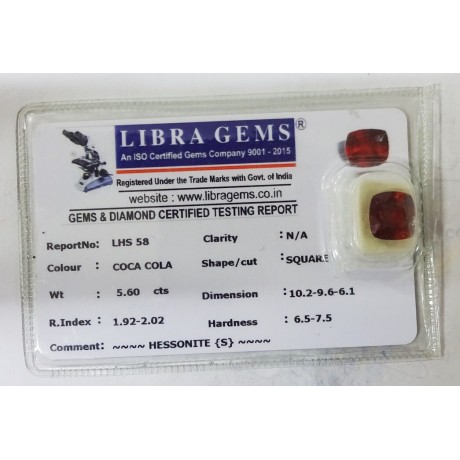 LIBRA GEMS®
An ISO Certified Gems Company 9001 - 2015
Registered Under the Trade Marks with Govt. of India
website : www.libragems.co.in
GEMS & DIAMOND CERTIFIED TESTING REPORT
ReportNo: LHS 58 Clarity : N/A
Colour : COCA COLA Shape/cut : SQUARE
Wt : 5.60 cts Dimension :10.2-9.6-6.1
R.Index : 1.92-2.02 Hardness : 6.5-7.5
Comment: ~~~~ HESSONITE {S} ~~~~